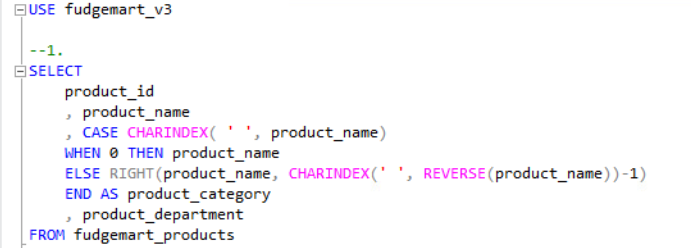 USE fudgemart_v3
--1.
SELECT
product_id
, product_name
, CASE CHARINDEX( ' ', product_name)
WHEN 0 THEN product_name
ELSE RIGHT(product_name, CHARINDEX(' ', REVERSE(product_name))-1)
END AS product_category
, product_department
FROM fudgemart_products